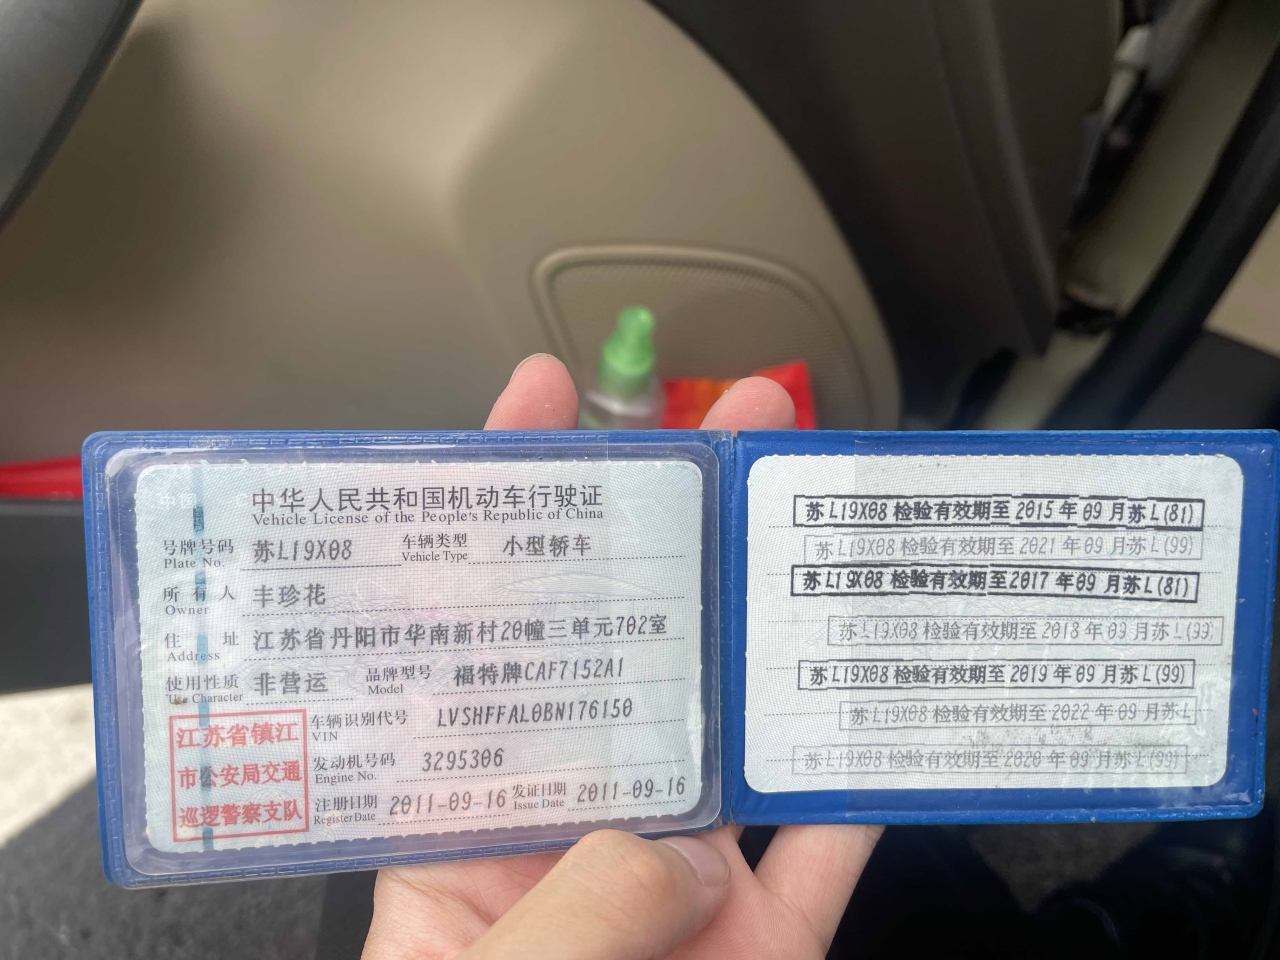 中华人民共和国机动车行驶证
Vehicle License of the People's Republic of China
号牌号码 苏L19X08 车辆类型 小型轿车
Plate No. Vehicle Type
所有人 丰珍花
Owner
住址 江苏省丹阳市华南新村20幢三单元702室
Address
使用性质 非营运 品牌型号 福特牌CAF7152A1
Use Character Model
车辆识别代号 LVSHFFAL0BN176150
VIN
发动机号码 3295306
Engine No.
注册日期 2011-09-16 发证日期 2011-09-16
Register Date Issue Date
江苏省镇江
市公安局交通
巡逻警察支队
苏L19X08 检验有效期至 2015 年 09 月苏L(81)
苏L19X08 检验有效期至 2021 年 09 月苏L(99)
苏L19X08 检验有效期至 2017 年 09 月苏L(81)
苏L19X08 检验有效期至 2018 年 09 月苏L(99)
苏L19X08 检验有效期至 2019 年 09 月苏L(99)
苏L19X08 检验有效期至 2022 年 09 月苏L
苏L19X08 检验有效期至 2020 年 09 月苏L(99)